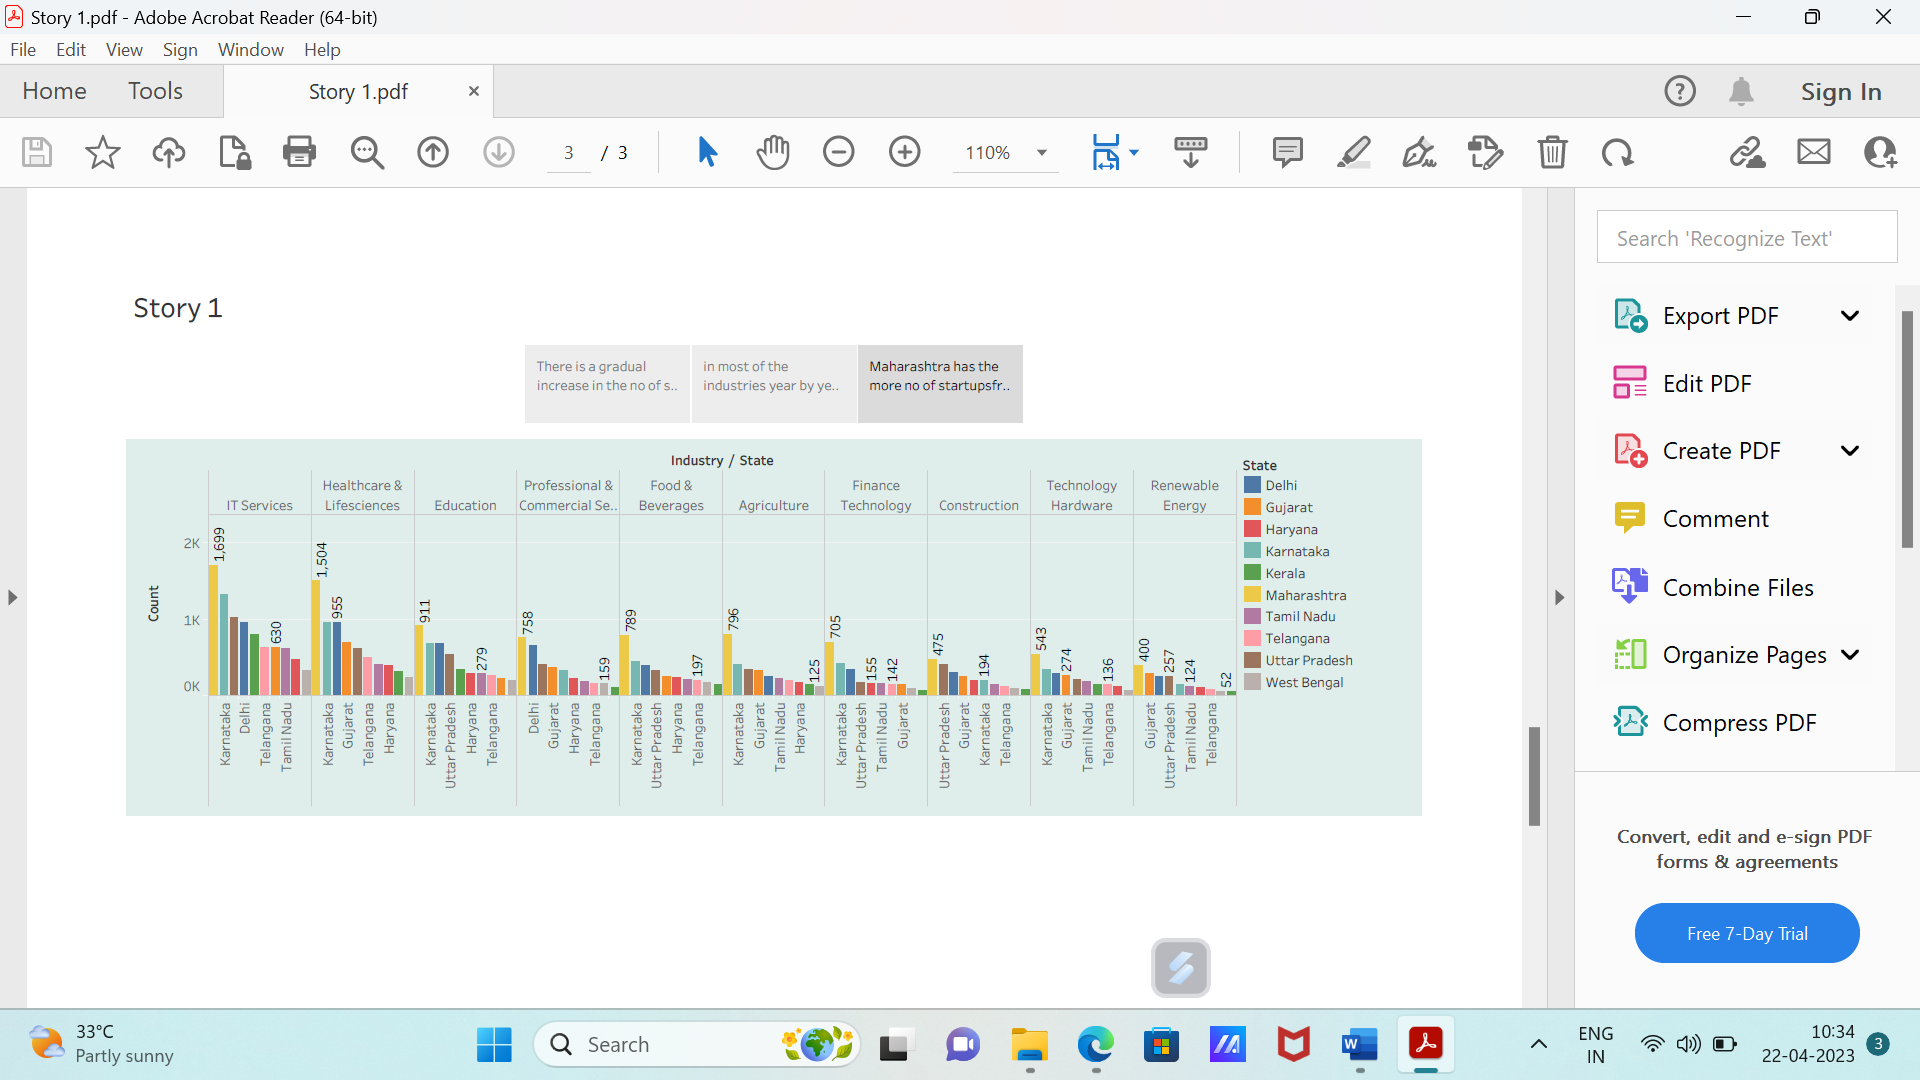 Story 1.pdf - Adobe Acrobat Reader (64-bit)
File Edit View Sign Window Help
Home Tools Story 1.pdf × Sign In
3 / 3 110%
Search 'Recognize Text'
Export PDF
Edit PDF
Create PDF
Comment
Combine Files
Organize Pages
Compress PDF
Convert, edit and e-sign PDF
forms & agreements
Free 7-Day Trial
Story 1
There is a gradual
increase in the no of s..
in most of the
industries year by ye..
Maharashtra has the
more no of startupsfr..
Industry / State
IT Services
Healthcare &
Lifesciences
Education
Professional &
Commercial Se..
Food &
Beverages
Agriculture
Finance
Technology
Construction
Technology
Hardware
Renewable
Energy
Count
2K
1K
0K
1,699 630
1,504 955
911 279
758 159
789 197
796 125
705 155 142
475 194
543 274 136
400 257 124 52
Karnataka Delhi Telangana Tamil Nadu
Karnataka Gujarat Telangana Haryana
Karnataka Uttar Pradesh Haryana Telangana
Delhi Gujarat Haryana Telangana
Karnataka Uttar Pradesh Haryana Telangana
Karnataka Gujarat Tamil Nadu Haryana
Karnataka Uttar Pradesh Tamil Nadu Gujarat
Uttar Pradesh Gujarat Karnataka Telangana
Karnataka Gujarat Tamil Nadu Telangana
Gujarat Uttar Pradesh Tamil Nadu Telangana
State
Delhi
Gujarat
Haryana
Karnataka
Kerala
Maharashtra
Tamil Nadu
Telangana
Uttar Pradesh
West Bengal
33°C
Partly sunny
Search
ENG
IN
10:34
22-04-2023
3